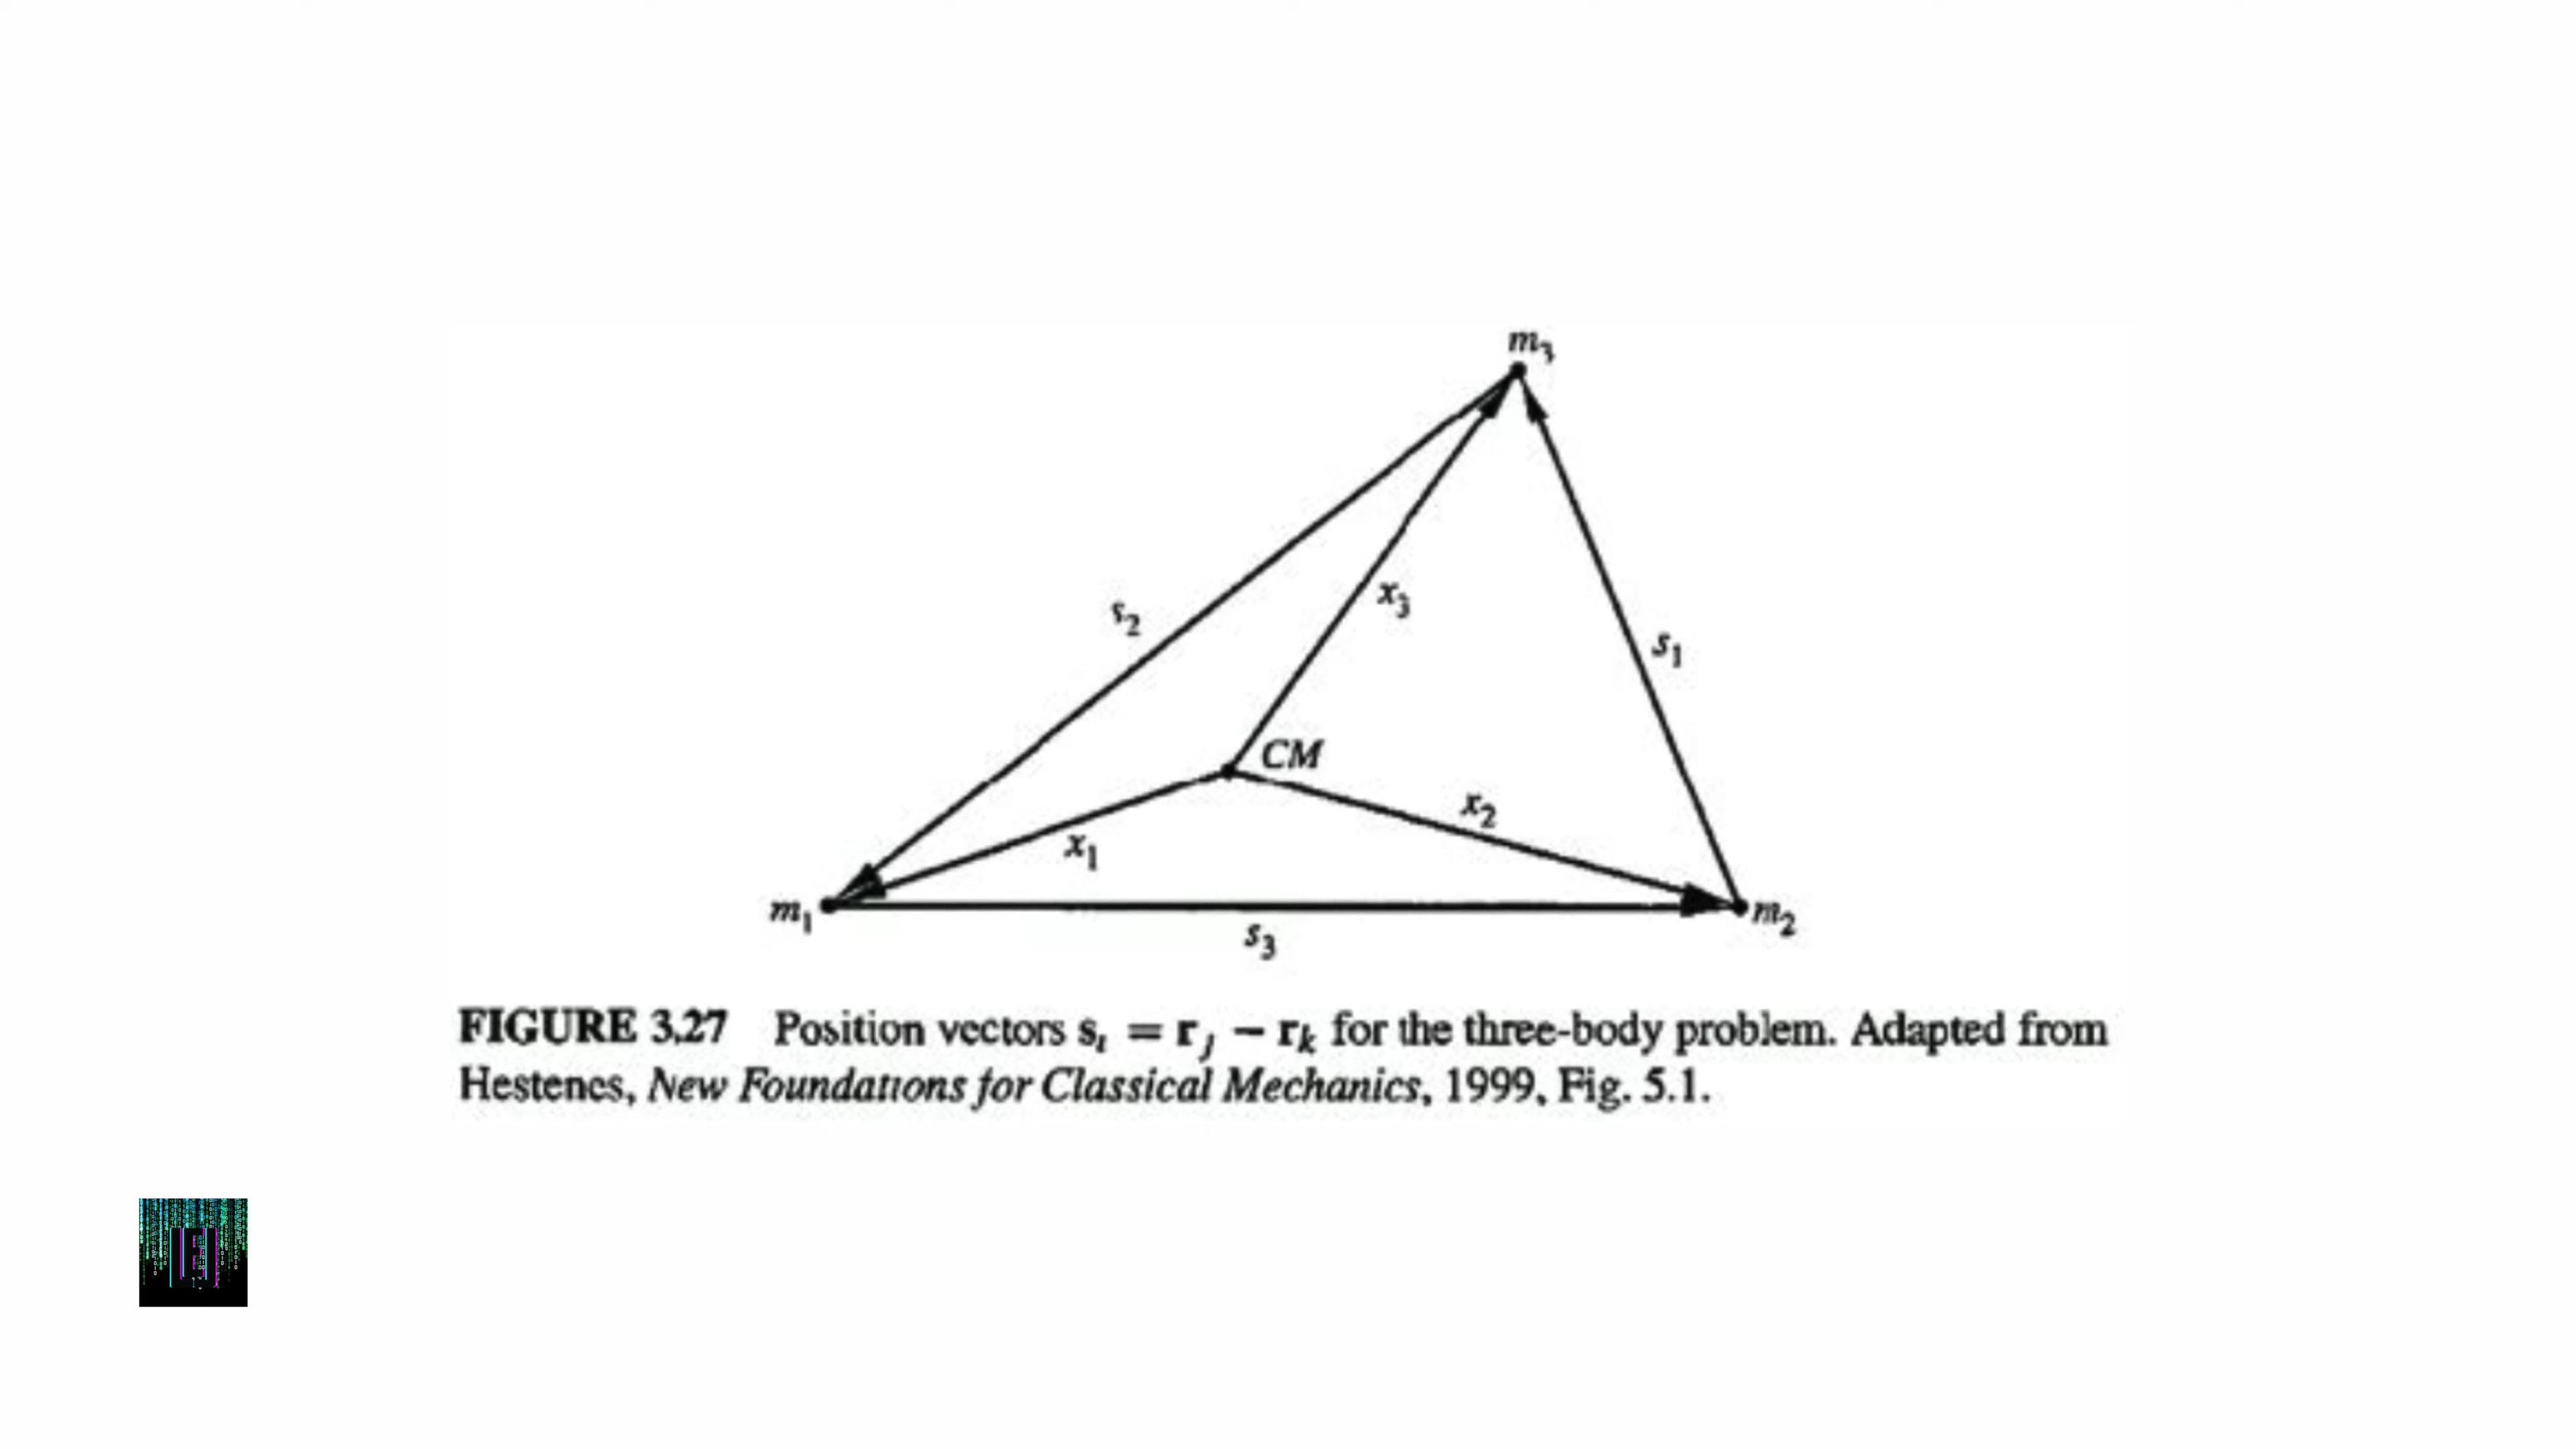 m₃
s₂
x₃
s₁
CM
x₂
x₁
m₁
m₂
s₃
FIGURE 3.27 Position vectors sᵢ = rⱼ − rₖ for the three-body problem. Adapted from
Hestenes, New Foundations for Classical Mechanics, 1999, Fig. 5.1.